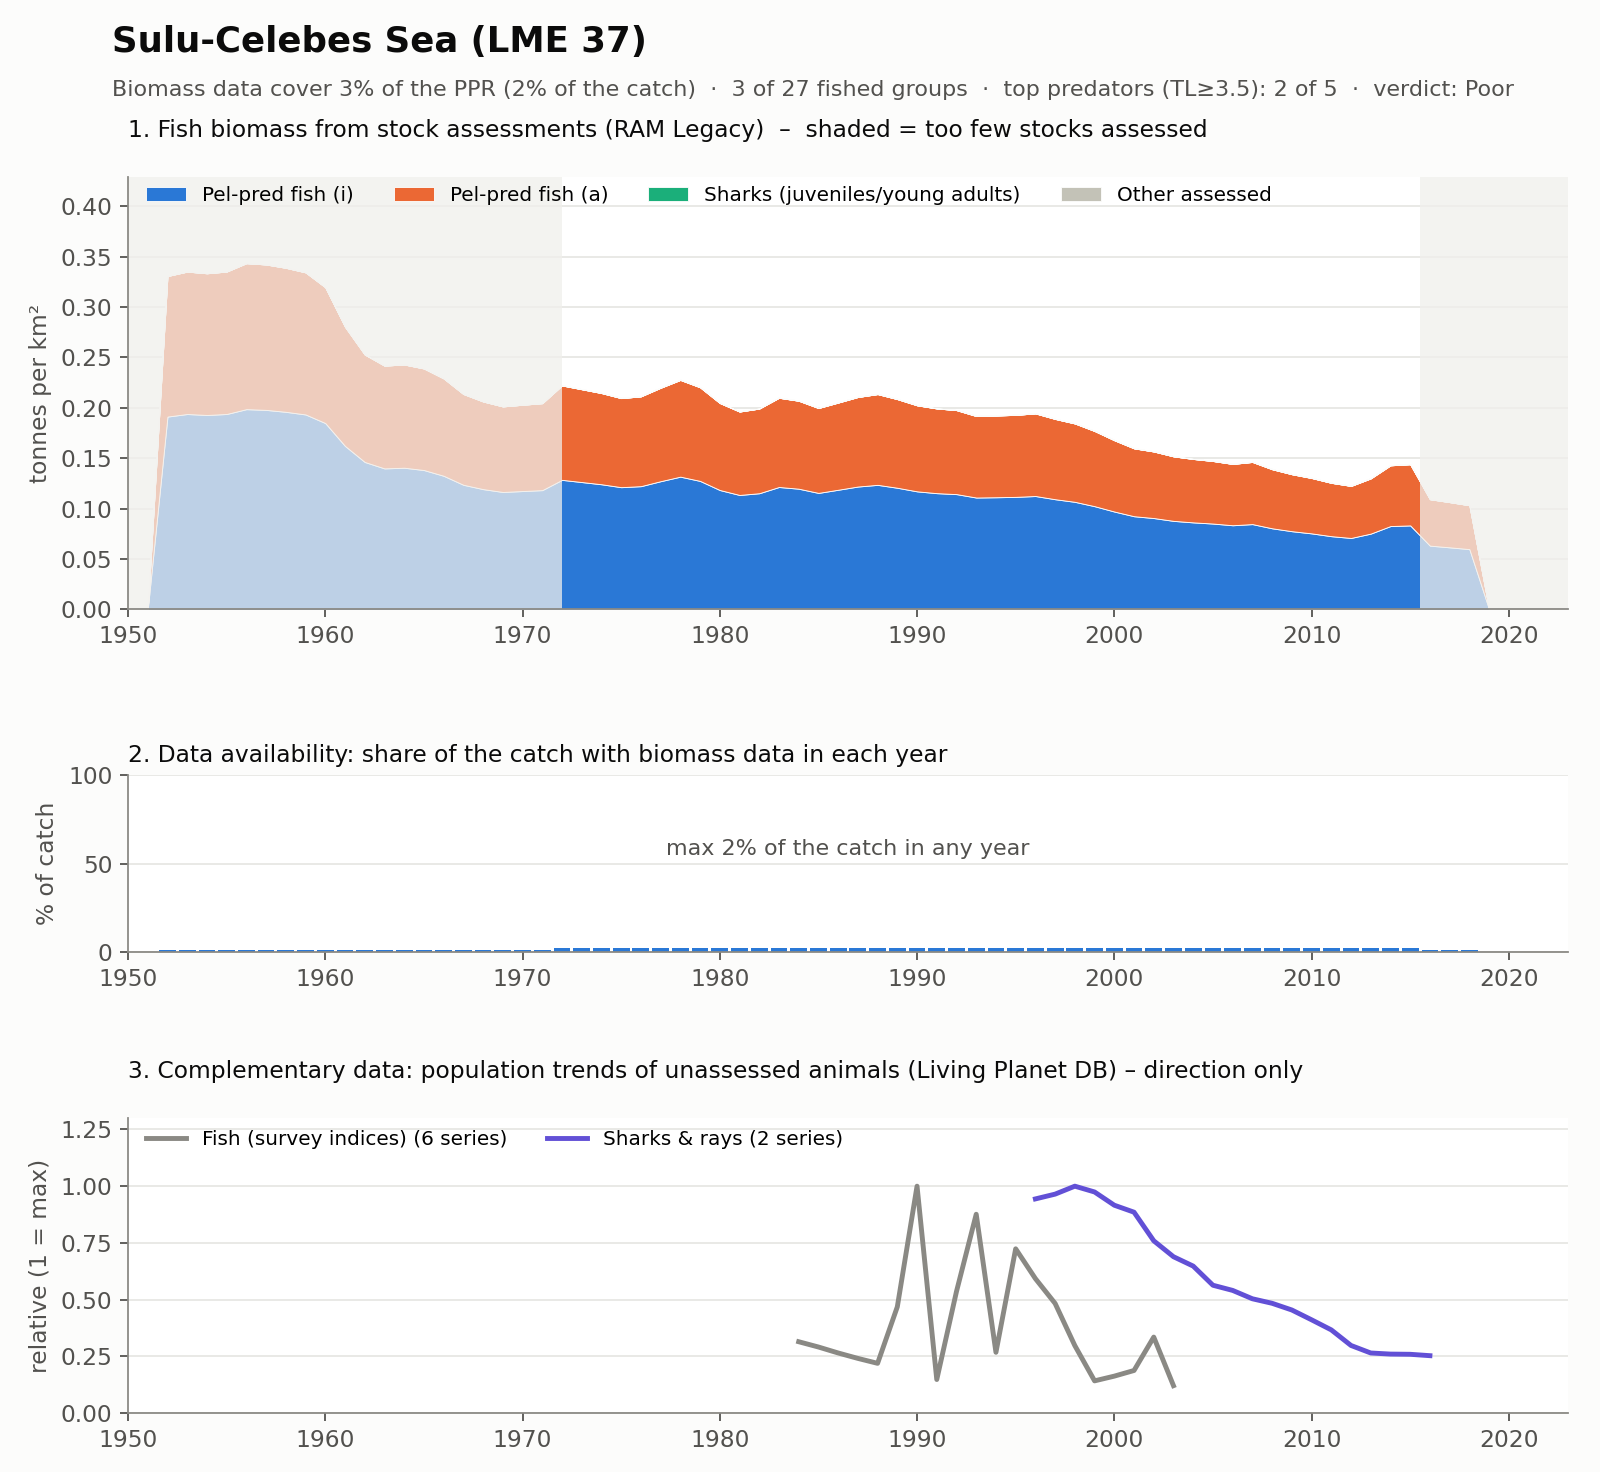 Sulu-Celebes Sea (LME 37)
Biomass data cover 3% of the PPR (2% of the catch)  ·  3 of 27 fished groups  ·  top predators (TL≥3.5): 2 of 5  ·  verdict: Poor
1. Fish biomass from stock assessments (RAM Legacy)  –  shaded = too few stocks assessed
Pel-pred fish (i)  Pel-pred fish (a)  Sharks (juveniles/young adults)  Other assessed
tonnes per km²
0.40
0.35
0.30
0.25
0.20
0.15
0.10
0.05
0.00
1950 1960 1970 1980 1990 2000 2010 2020
2. Data availability: share of the catch with biomass data in each year
% of catch
100
50
0
max 2% of the catch in any year
1950 1960 1970 1980 1990 2000 2010 2020
3. Complementary data: population trends of unassessed animals (Living Planet DB) – direction only
Fish (survey indices) (6 series)  Sharks & rays (2 series)
relative (1 = max)
1.25
1.00
0.75
0.50
0.25
0.00
1950 1960 1970 1980 1990 2000 2010 2020